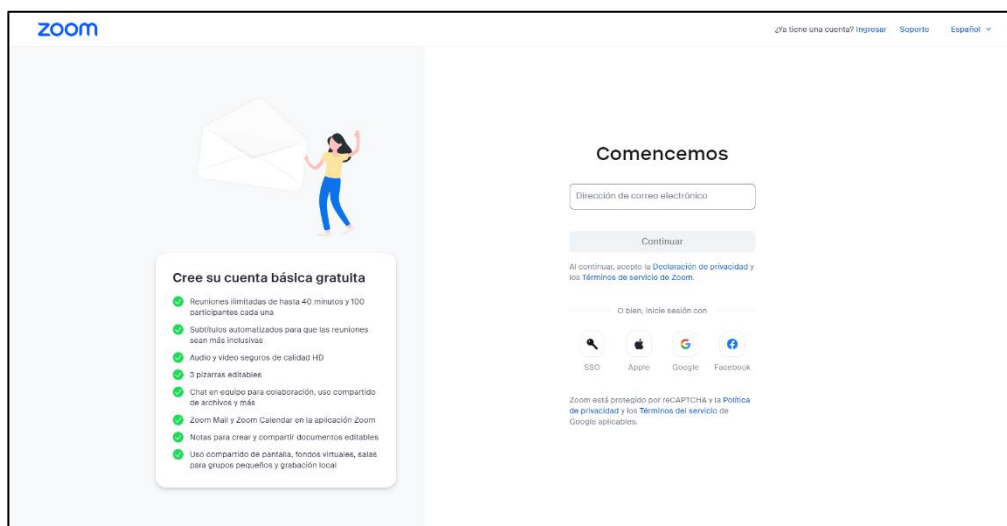 zoom
¿Ya tiene una cuenta? Ingresar Soporte Español
Cree su cuenta básica gratuita
Reuniones ilimitadas de hasta 40 minutos y 100
participantes cada una
Subtítulos automatizados para que las reuniones
sean más inclusivas
Audio y video seguros de calidad HD
3 pizarras editables
Chat en equipo para colaboración, uso compartido
de archivos y más
Zoom Mail y Zoom Calendar en la aplicación Zoom
Notas para crear y compartir documentos editables
Uso compartido de pantalla, fondos virtuales, salas
para grupos pequeños y grabación local
Comencemos
Dirección de correo electrónico
Continuar
Al continuar, acepto la Declaración de privacidad y
los Términos de servicio de Zoom.
O bien, inicie sesión con
SSO Apple Google Facebook
Zoom está protegido por reCAPTCHA y la Política
de privacidad y los Términos del servicio de
Google aplicables.